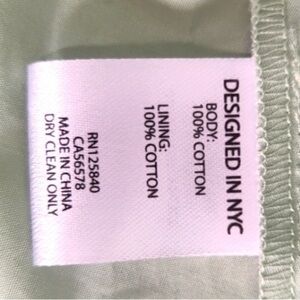 DESIGNED IN NYC
BODY:
100% COTTON
LINING:
100% COTTON
RN125840
CA56578
MADE IN CHINA
DRY CLEAN ONLY